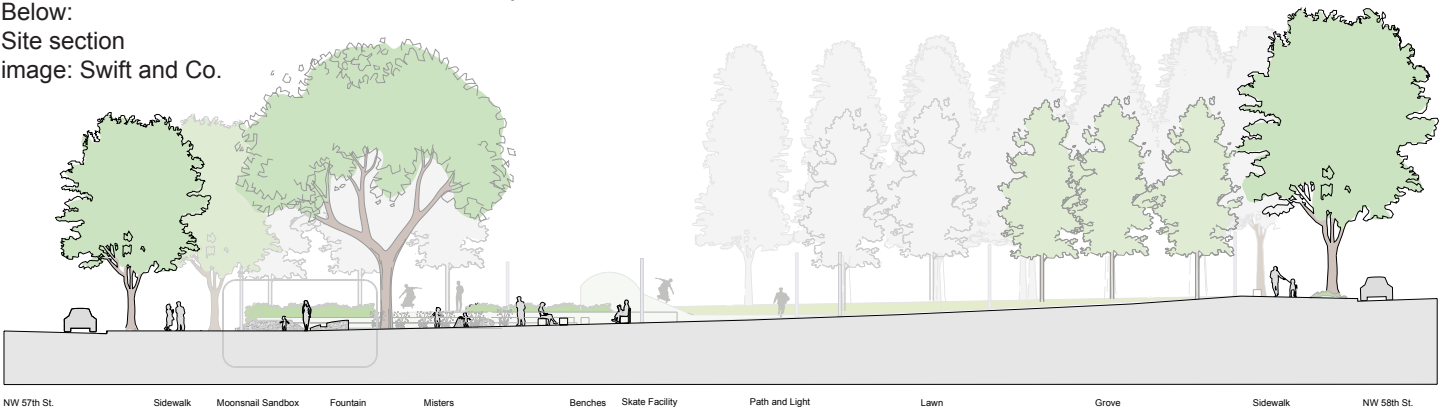 Below:
Site section
image: Swift and Co.
NW 57th St. Sidewalk Moonsnail Sandbox Fountain Misters Benches Skate Facility Path and Light Lawn Grove Sidewalk NW 58th St.